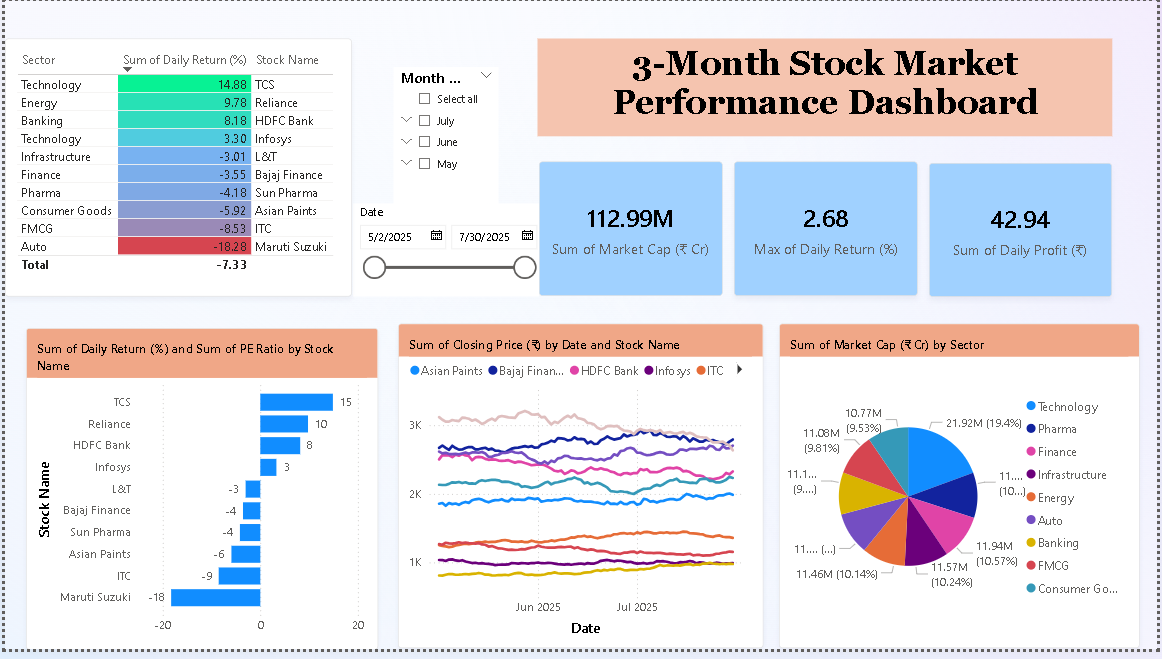 Sector Sum of Daily Return (%) Stock Name
Technology 14.88 TCS
Energy 9.78 Reliance
Banking 8.18 HDFC Bank
Technology 3.30 Infosys
Infrastructure -3.01 L&T
Finance -3.55 Bajaj Finance
Pharma -4.18 Sun Pharma
Consumer Goods -5.92 Asian Paints
FMCG -8.53 ITC
Auto -18.28 Maruti Suzuki
Total -7.33
Month ...
Select all
July
June
May
Date
5/2/2025 7/30/2025
3-Month Stock Market
Performance Dashboard
112.99M
Sum of Market Cap (₹ Cr)
2.68
Max of Daily Return (%)
42.94
Sum of Daily Profit (₹)
Sum of Daily Return (%) and Sum of PE Ratio by Stock
Name
Stock Name
TCS 15
Reliance 10
HDFC Bank 8
Infosys 3
L&T -3
Bajaj Finance -4
Sun Pharma -4
Asian Paints -6
ITC -9
Maruti Suzuki -18
-20 0 20
Sum of Closing Price (₹) by Date and Stock Name
Asian Paints Bajaj Finan... HDFC Bank Infosys ITC
3K
2K
1K
Jun 2025 Jul 2025
Date
Sum of Market Cap (₹ Cr) by Sector
21.92M (19.4%)
11....
(10...)
11.94M
(10.57%)
11.57M
(10.24%)
11.46M (10.14%)
11.... (...)
11.1...
(9....)
11.08M
(9.81%)
10.77M
(9.53%)
Technology
Pharma
Finance
Infrastructure
Energy
Auto
Banking
FMCG
Consumer Go...